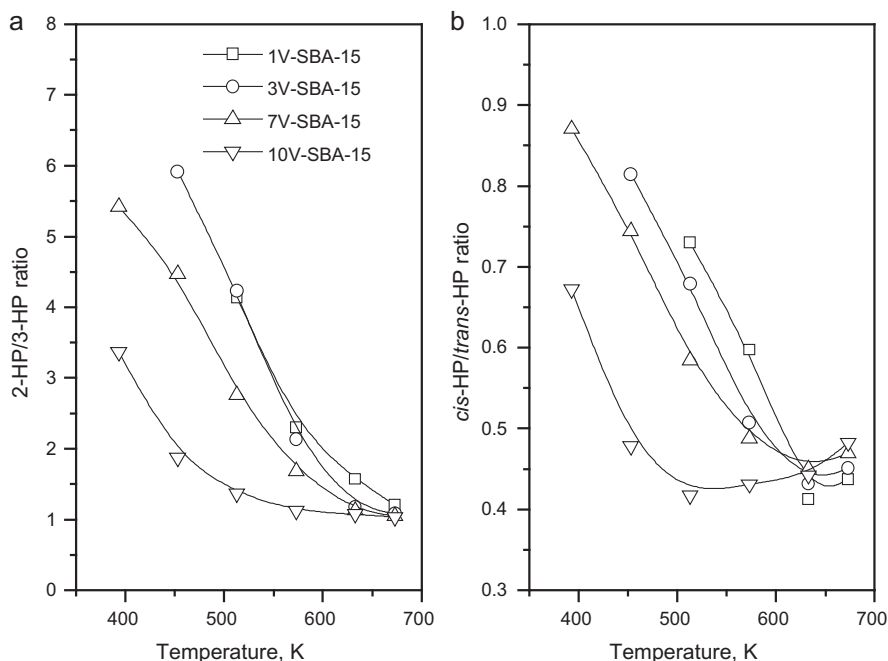 a
8
7
6
5
4
3
2
1
0
2-HP/3-HP ratio
1V-SBA-15
3V-SBA-15
7V-SBA-15
10V-SBA-15
400
500
600
700
Temperature, K
b
1.0
0.9
0.8
0.7
0.6
0.5
0.4
0.3
cis-HP/trans-HP ratio
400
500
600
700
Temperature, K